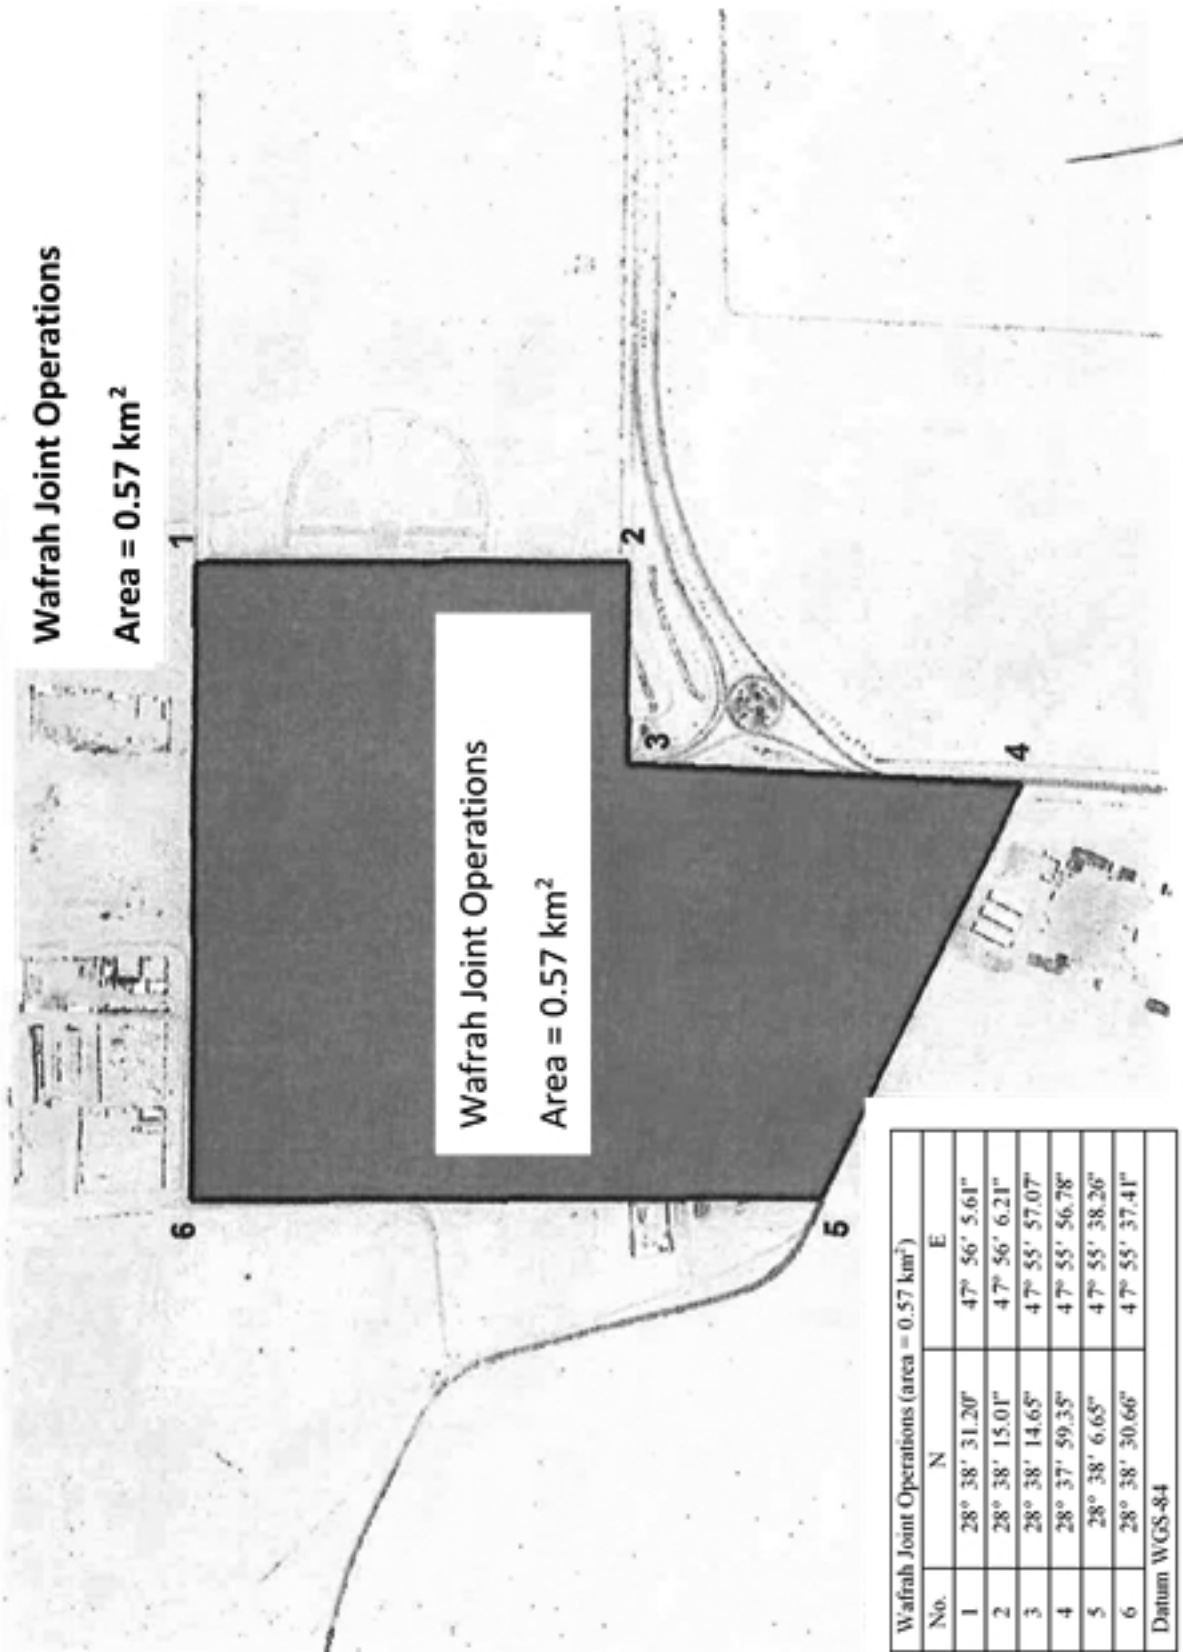 Wafrah Joint Operations
Area = 0.57 km²
1
2
3
4
5
6
Wafrah Joint Operations
Area = 0.57 km²
Wafrah Joint Operations (area = 0.57 km²)
No. N E
1 28° 38' 31.20" 47° 56' 5.61"
2 28° 38' 15.01" 47° 56' 6.21"
3 28° 38' 14.65" 47° 55' 57.07"
4 28° 37' 59.35" 47° 55' 56.78"
5 28° 38' 6.65" 47° 55' 38.26"
6 28° 38' 30.66" 47° 55' 37.41"
Datum WGS-84